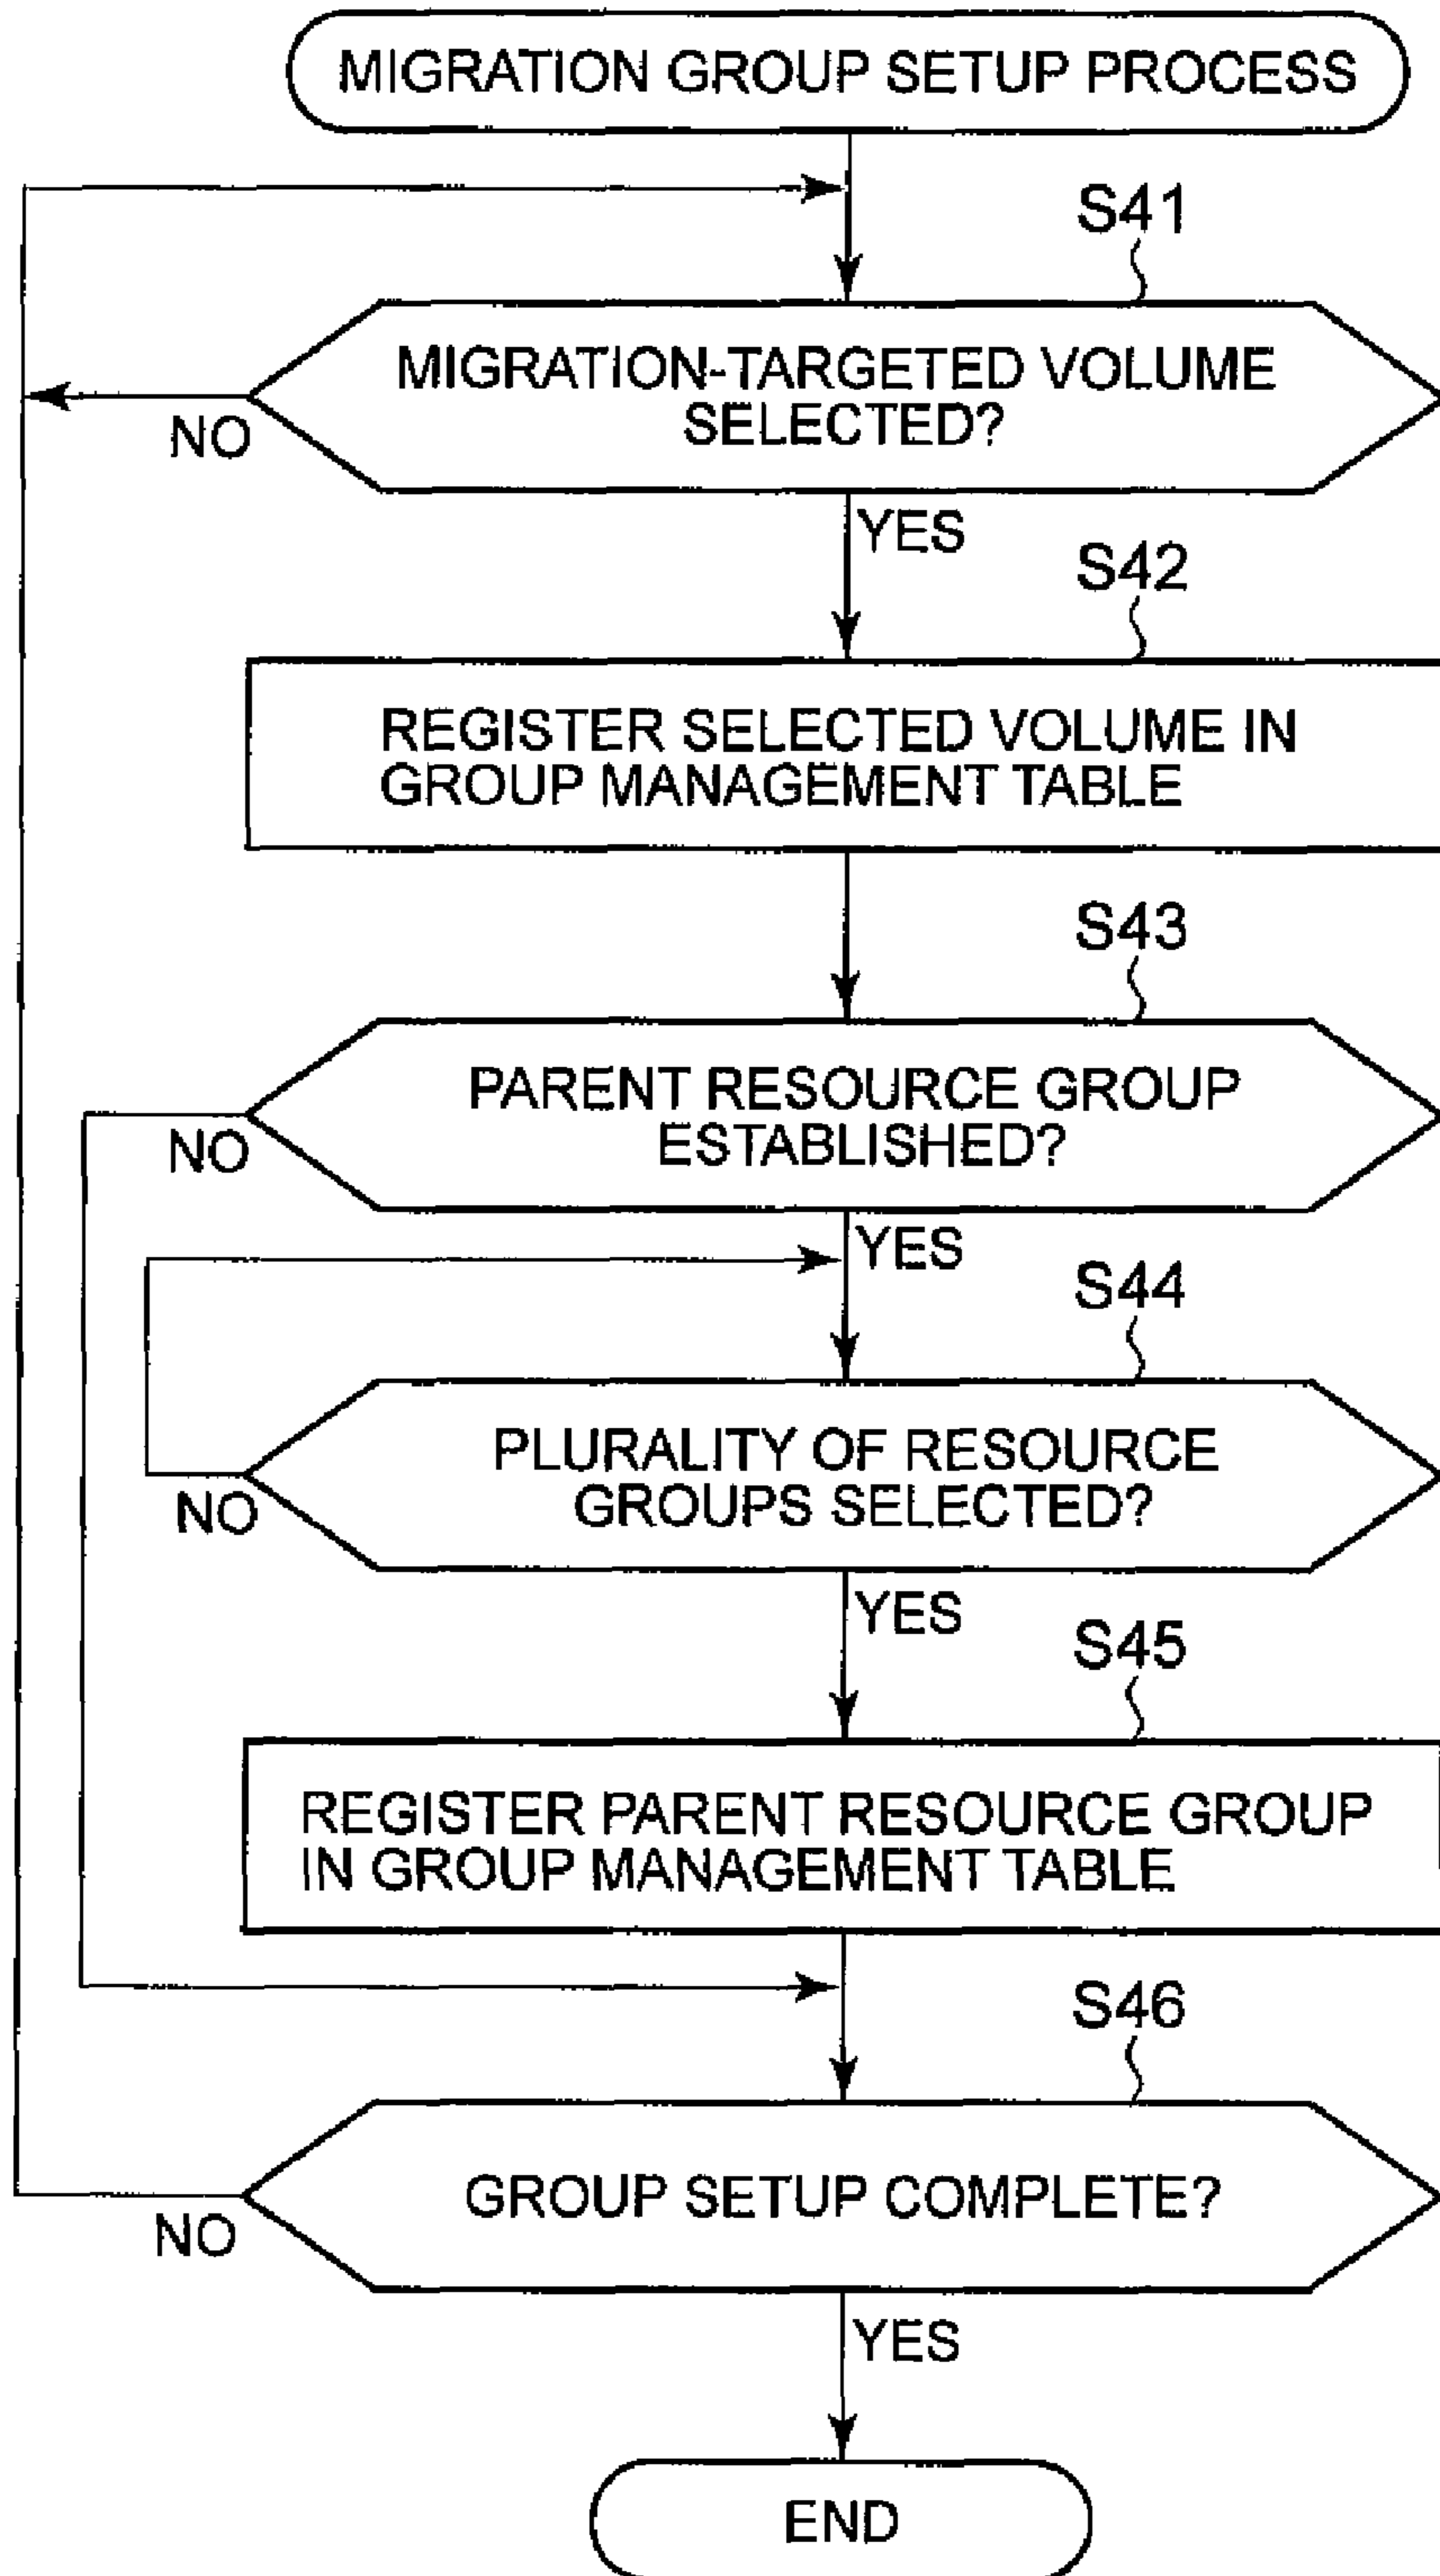 MIGRATION GROUP SETUP PROCESS
S41
MIGRATION-TARGETED VOLUME
SELECTED?
NO
YES
S42
REGISTER SELECTED VOLUME IN
GROUP MANAGEMENT TABLE
S43
PARENT RESOURCE GROUP
ESTABLISHED?
NO
YES
S44
PLURALITY OF RESOURCE
GROUPS SELECTED?
NO
YES
S45
REGISTER PARENT RESOURCE GROUP
IN GROUP MANAGEMENT TABLE
S46
GROUP SETUP COMPLETE?
NO
YES
END